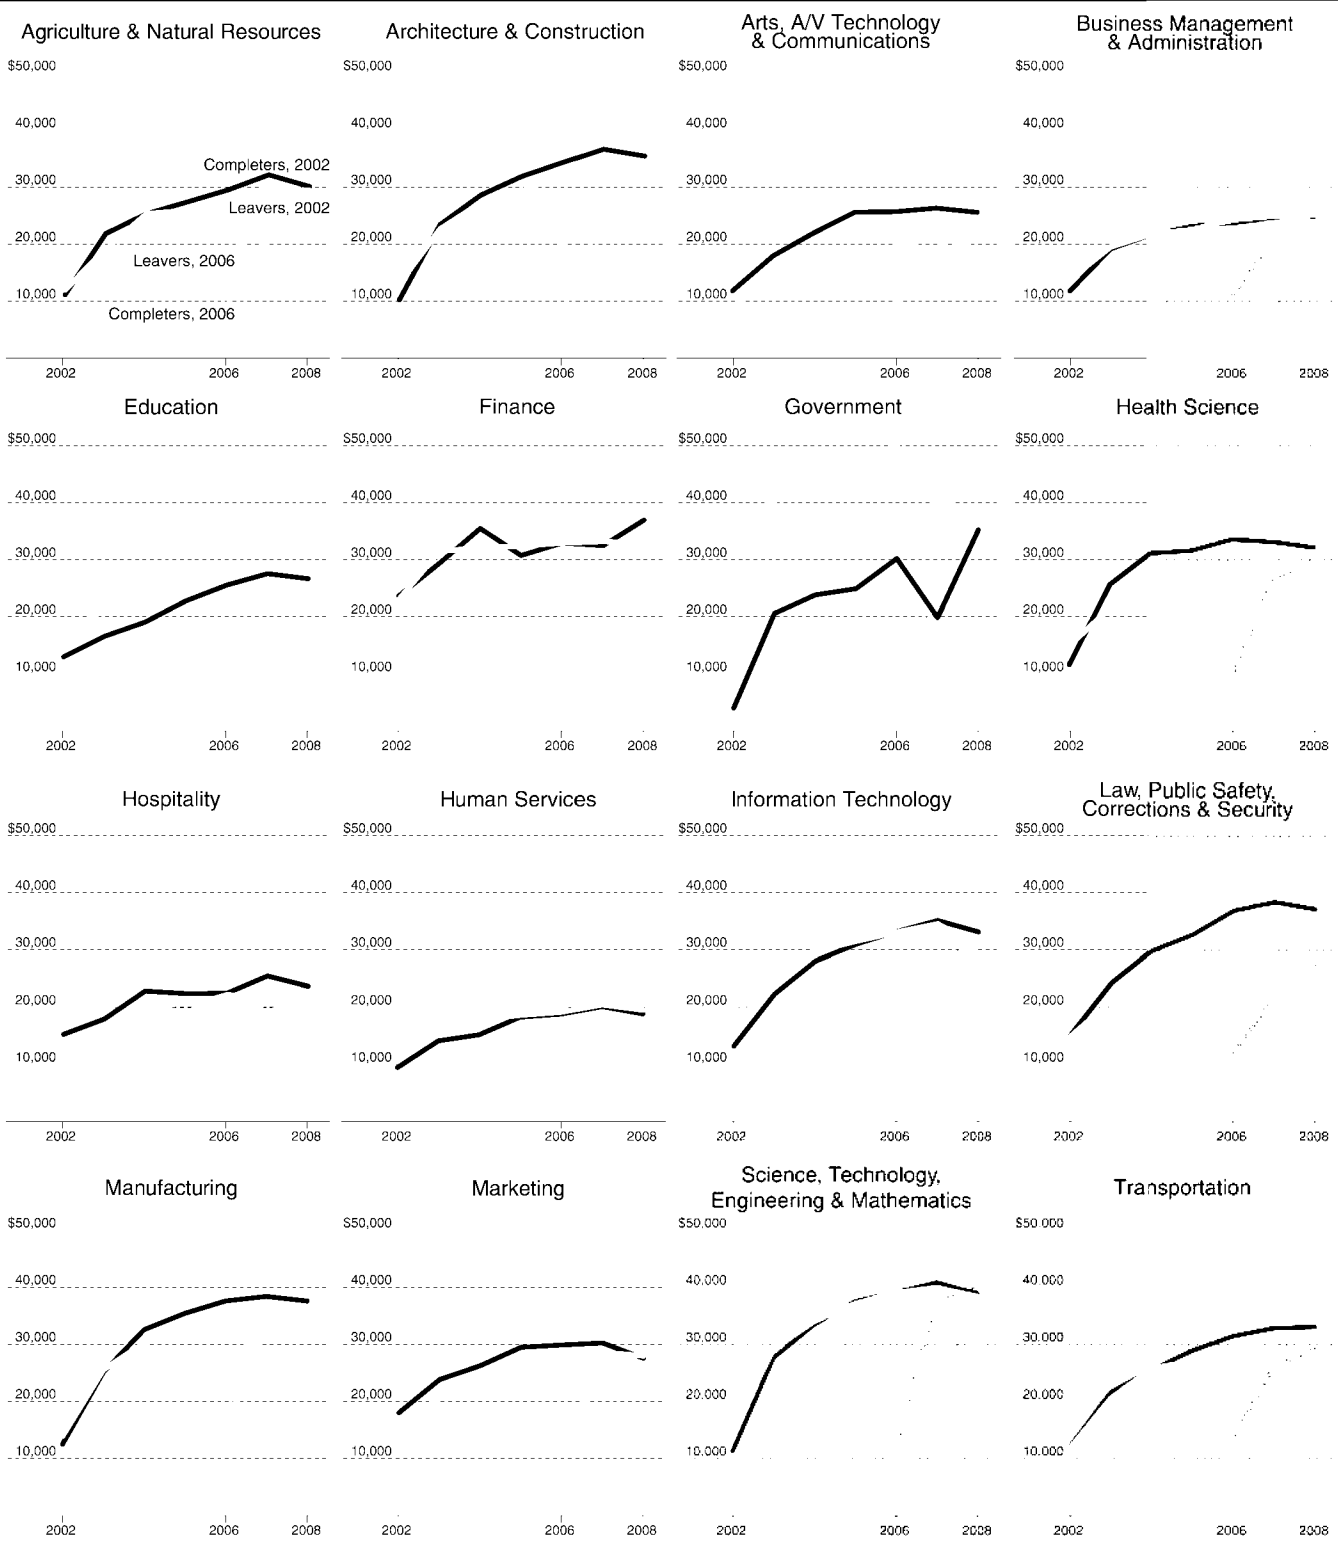 Agriculture & Natural Resources
$50,000
40,000
30,000
20,000
10,000
Completers, 2002
Leavers, 2002
Leavers, 2006
Completers, 2006
2002 2006 2008
Architecture & Construction
$50,000
40,000
30,000
20,000
10,000
2002 2006 2008
Arts, A/V Technology
& Communications
$50,000
40,000
30,000
20,000
10,000
2002 2006 2008
Business Management
& Administration
$50,000
40,000
30,000
20,000
10,000
2002 2006 2008
Education
$50,000
40,000
30,000
20,000
10,000
2002 2006 2008
Finance
$50,000
40,000
30,000
20,000
10,000
2002 2006 2008
Government
$50,000
40,000
30,000
20,000
10,000
2002 2006 2008
Health Science
$50,000
40,000
30,000
20,000
10,000
2002 2006 2008
Hospitality
$50,000
40,000
30,000
20,000
10,000
2002 2006 2008
Human Services
$50,000
40,000
30,000
20,000
10,000
2002 2006 2008
Information Technology
$50,000
40,000
30,000
20,000
10,000
2002 2006 2008
Law, Public Safety,
Corrections & Security
$50,000
40,000
30,000
20,000
10,000
2002 2006 2008
Manufacturing
$50,000
40,000
30,000
20,000
10,000
2002 2006 2008
Marketing
$50,000
40,000
30,000
20,000
10,000
2002 2006 2008
Science, Technology,
Engineering & Mathematics
$50,000
40,000
30,000
20,000
10,000
2002 2006 2008
Transportation
$50,000
40,000
30,000
20,000
10,000
2002 2006 2008